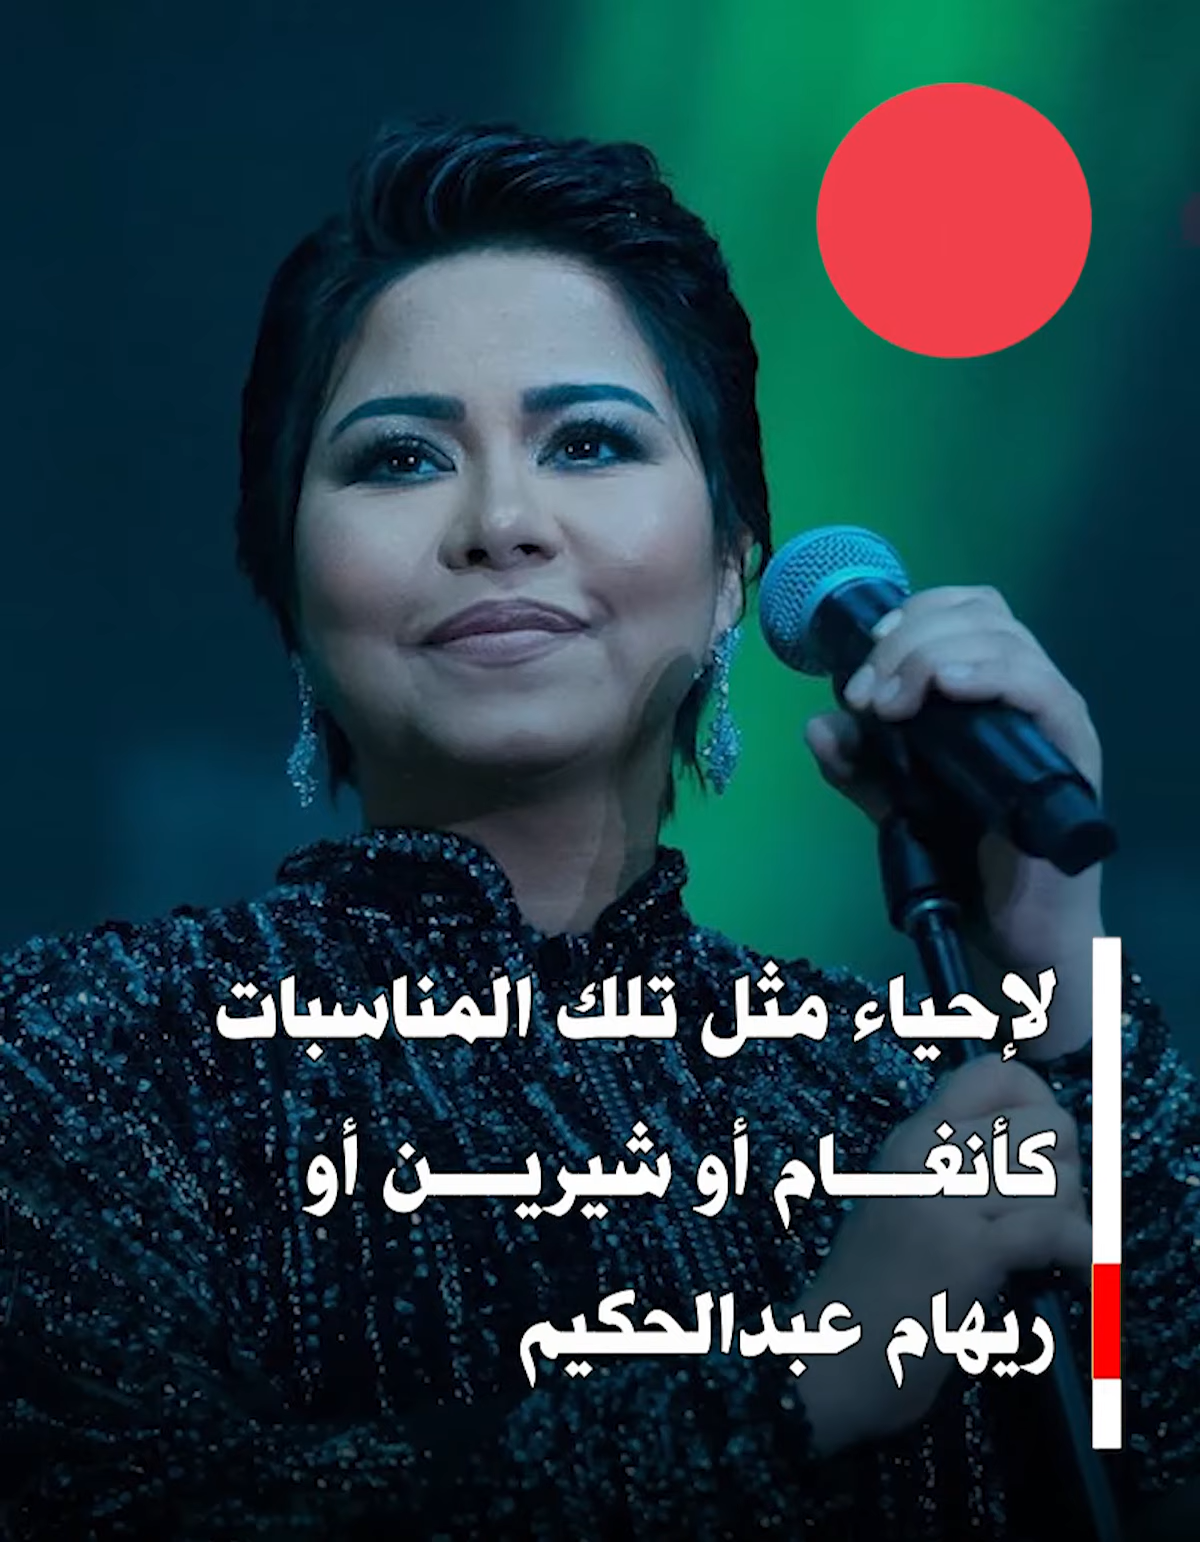 لإحياء مثل تلك المناسبات
كأنغـــام أو شيريـــن أو
ريهام عبدالحكيم